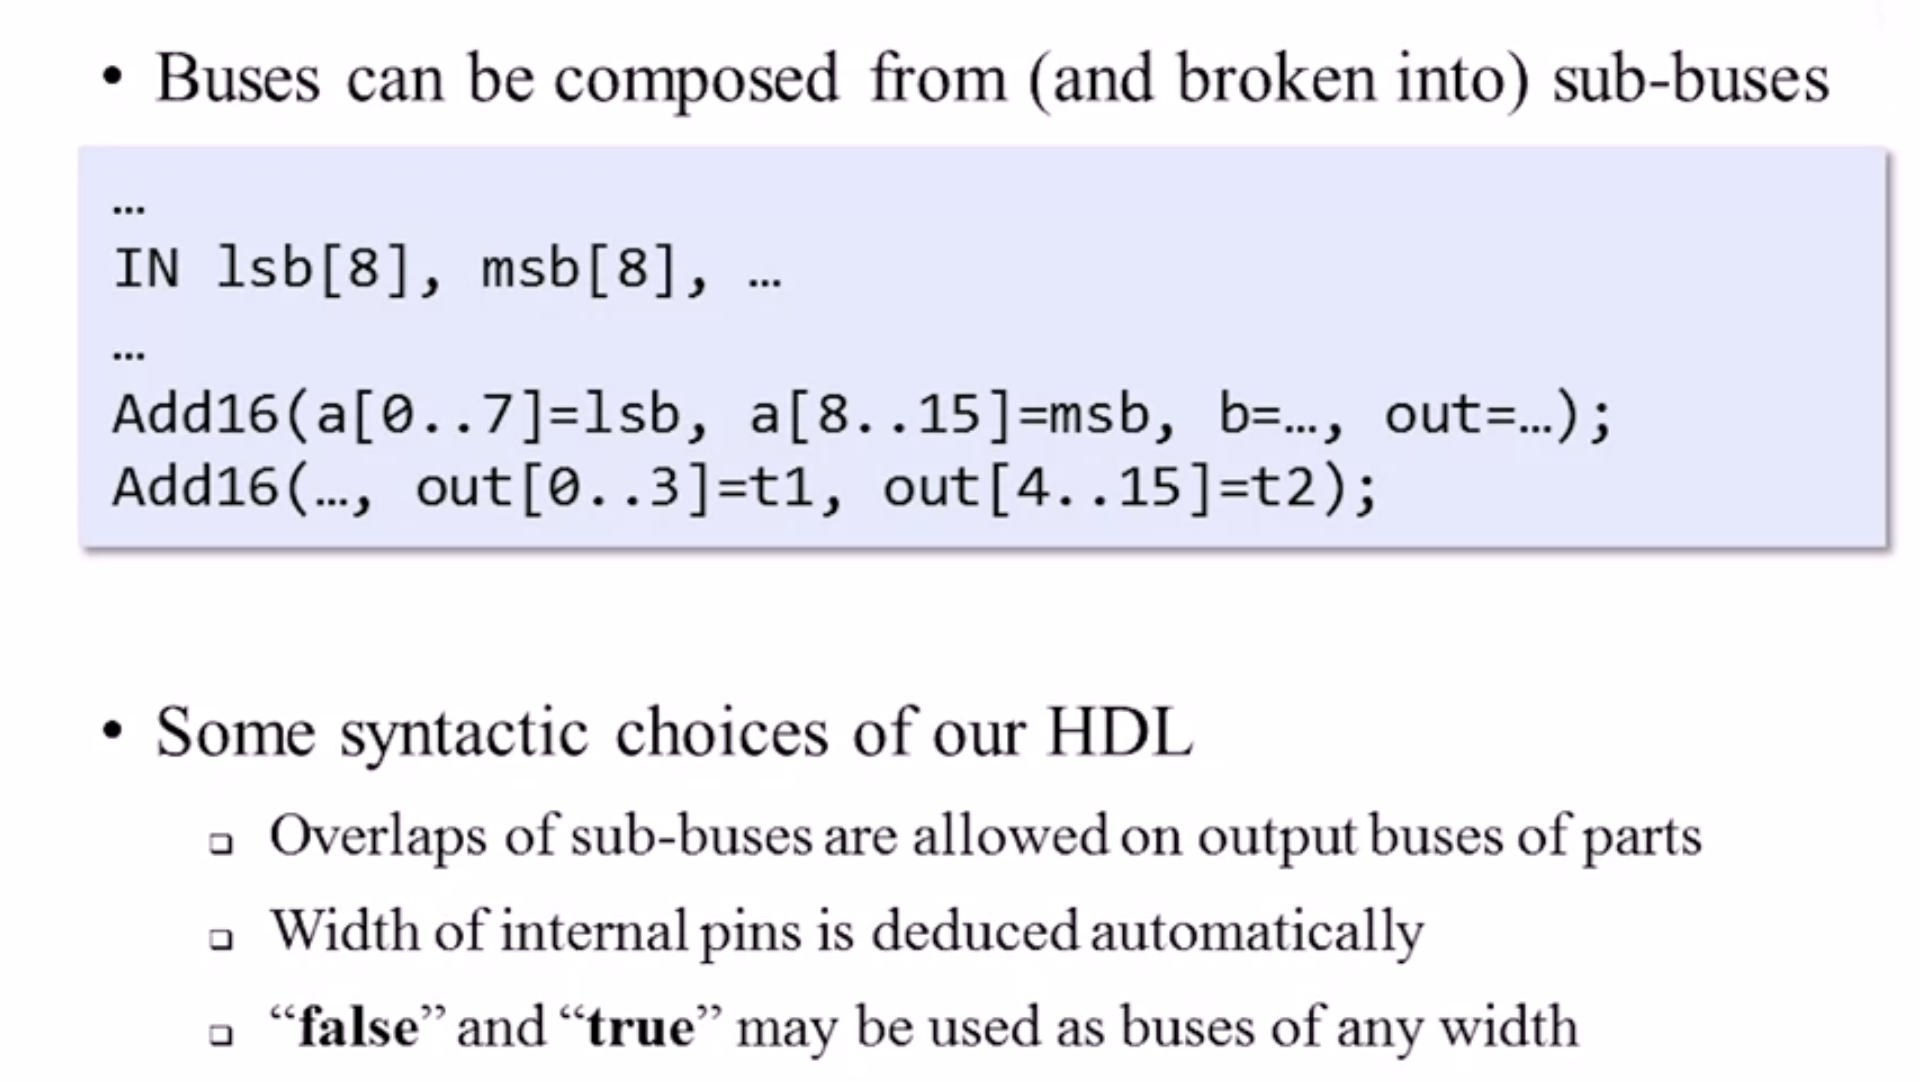 • Buses can be composed from (and broken into) sub-buses
…
IN lsb[8], msb[8], …
…
Add16(a[0..7]=lsb, a[8..15]=msb, b=…, out=…);
Add16(…, out[0..3]=t1, out[4..15]=t2);
• Some syntactic choices of our HDL
❑ Overlaps of sub-buses are allowed on output buses of parts
❑ Width of internal pins is deduced automatically
❑ “false” and “true” may be used as buses of any width